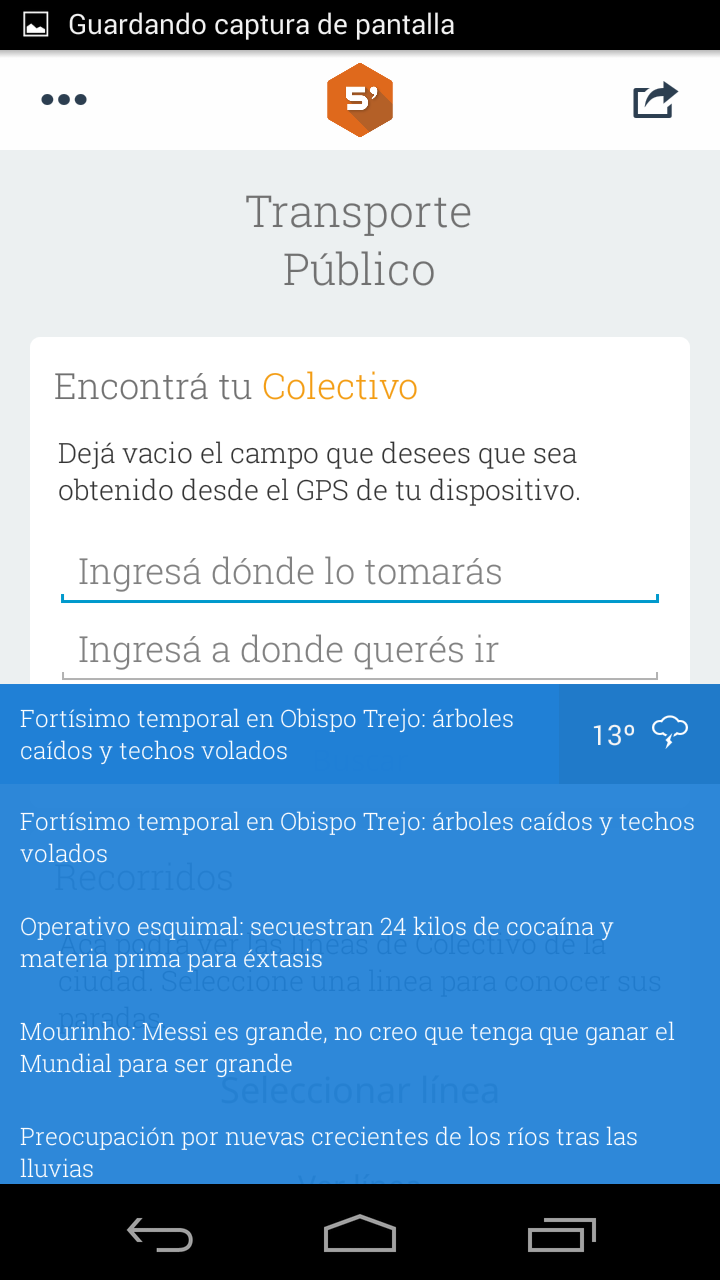 Guardando captura de pantalla
5'
Transporte
Público
Encontrá tu Colectivo
Dejá vacio el campo que desees que sea
obtenido desde el GPS de tu dispositivo.
Ingresá dónde lo tomarás
Ingresá a donde querés ir
Fortísimo temporal en Obispo Trejo: árboles
caídos y techos volados
13º
Fortísimo temporal en Obispo Trejo: árboles caídos y techos
volados
Recorridos
Operativo esquimal: secuestran 24 kilos de cocaína y
Acá podrá ver las líneas de Colectivo de la
materia prima para éxtasis
ciudad. Seleccione una linea para conocer sus
paradas
Mourinho: Messi es grande, no creo que tenga que ganar el
Mundial para ser grande
Seleccionar línea
Preocupación por nuevas crecientes de los ríos tras las
lluvias
Ver línea